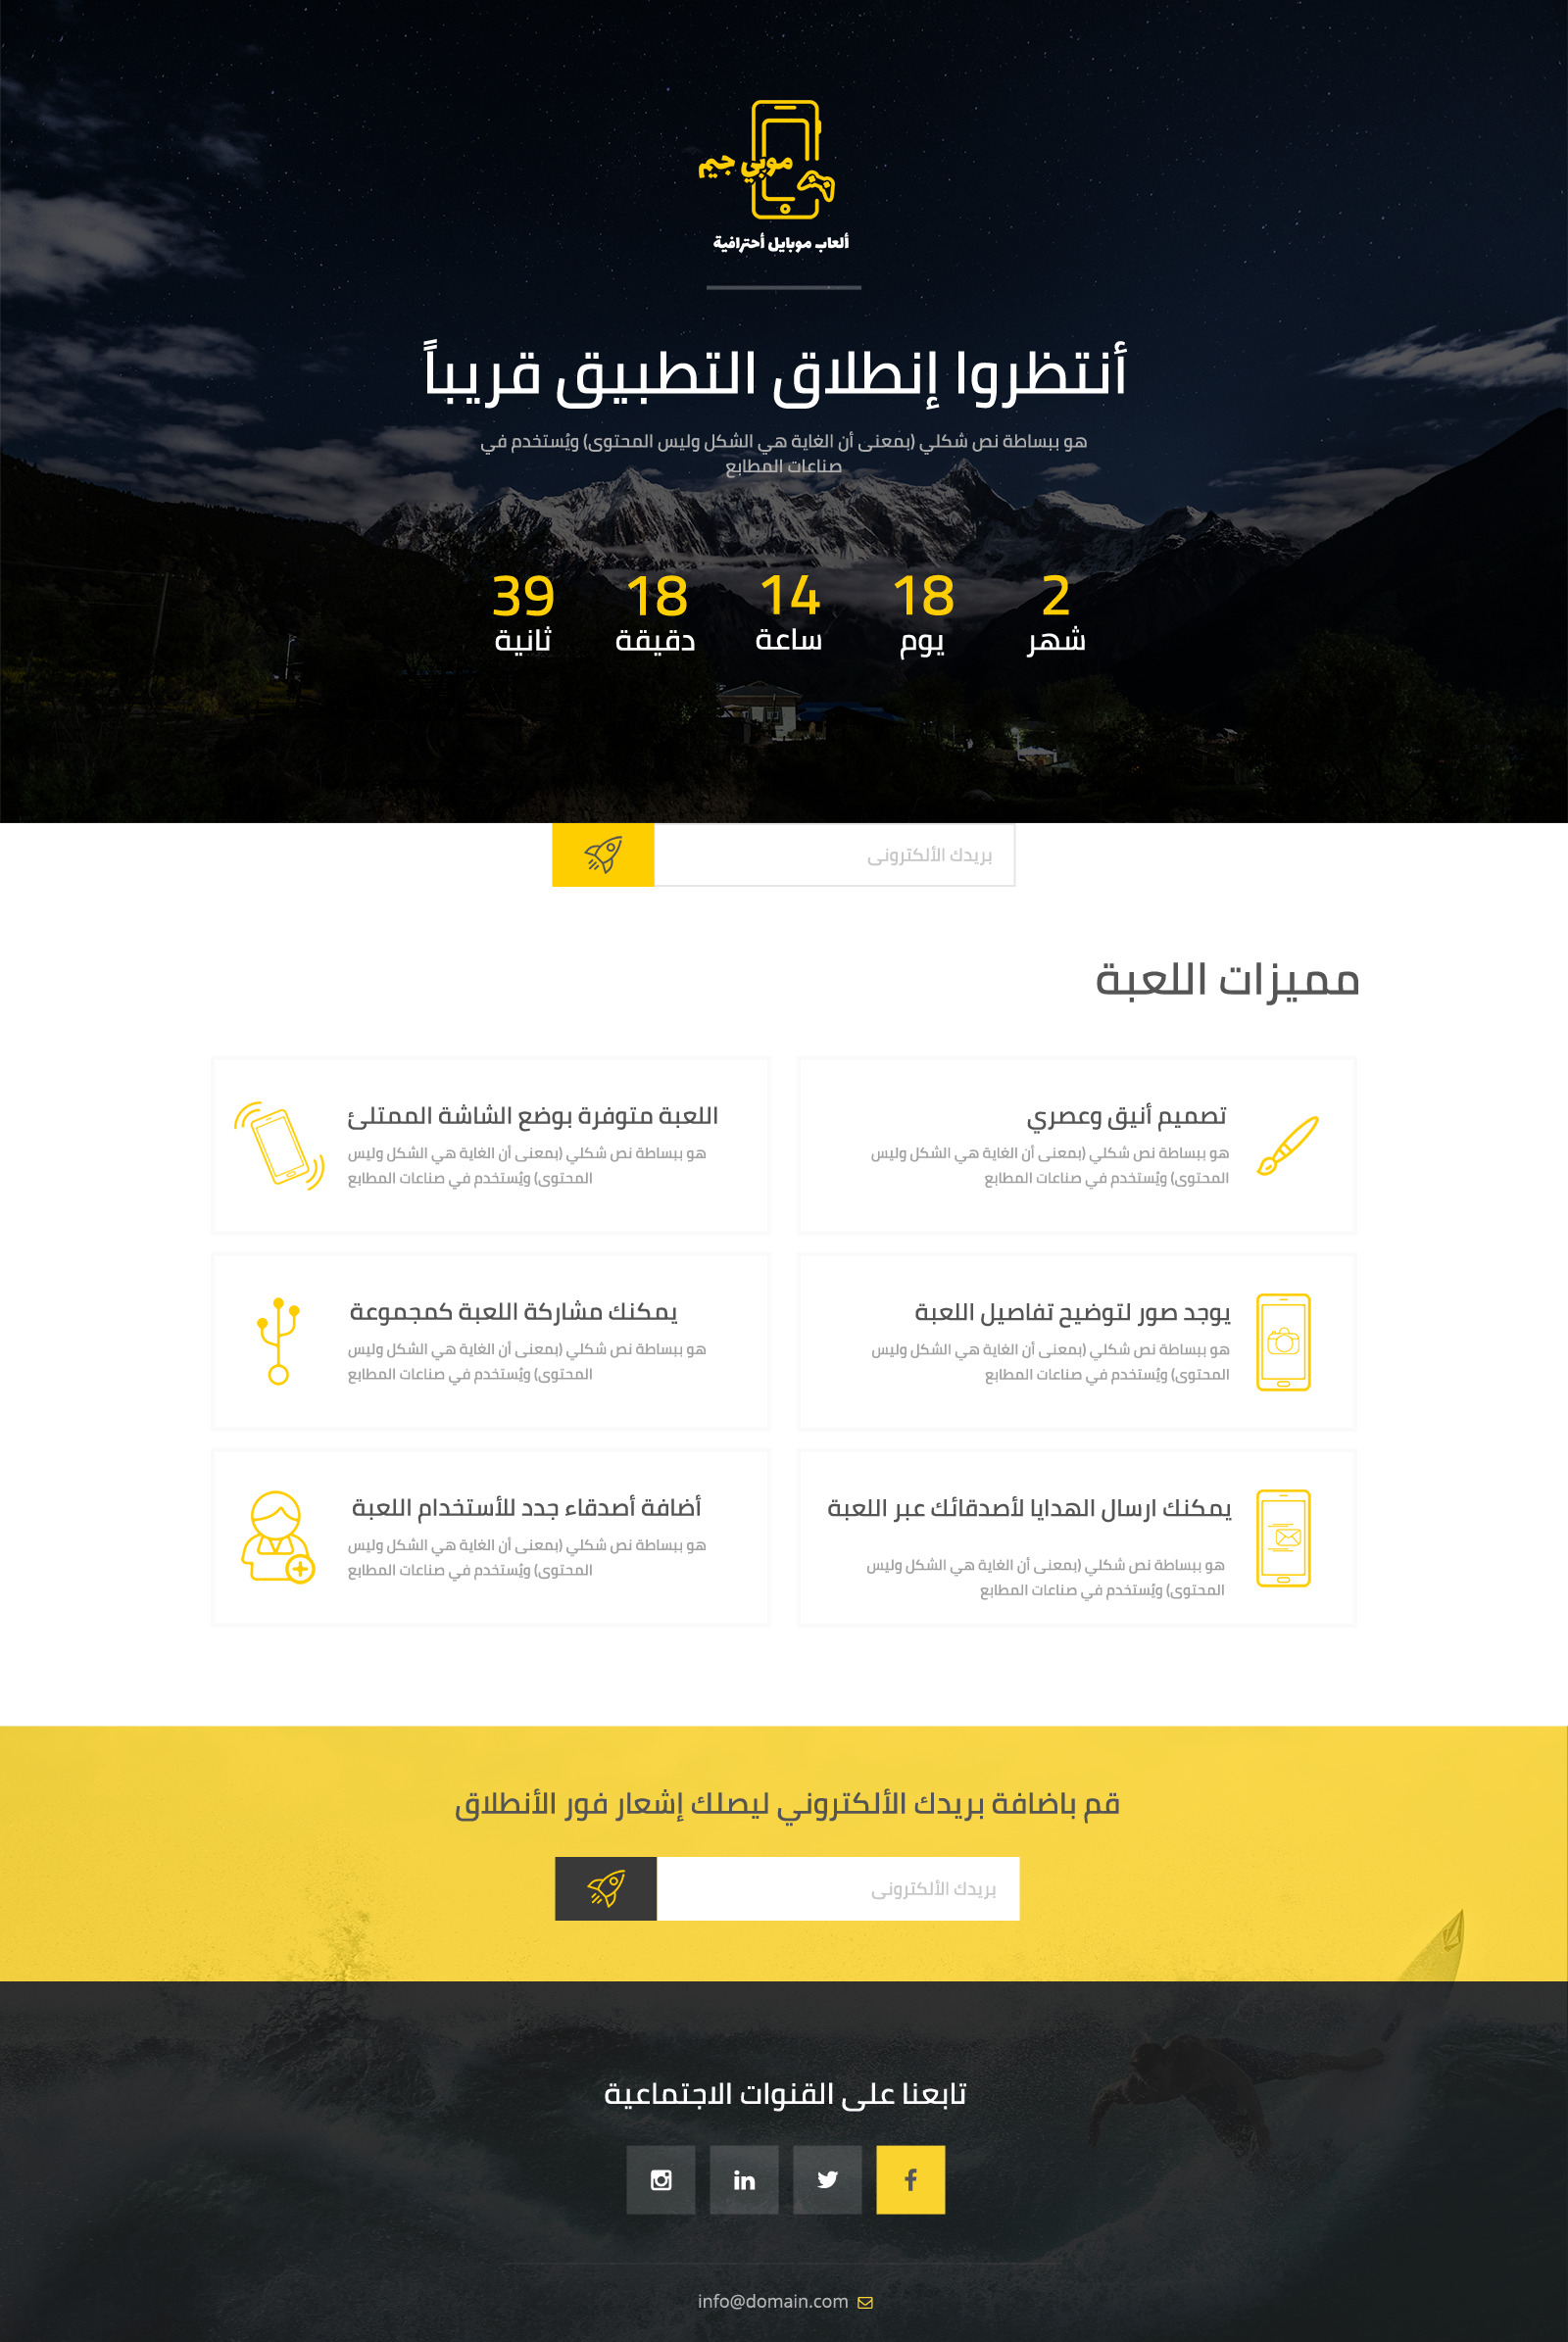 موبي جيم
ألعاب موبايل أحترافية
أنتظروا إنطلاق التطبيق قريباً
هو ببساطة نص شكلي (بمعنى أن الغاية هي الشكل وليس المحتوى) ويُستخدم في
صناعات المطابع
2 18 14 18 39
شهر يوم ساعة دقيقة ثانية
بريدك الألكترونى
مميزات اللعبة
تصميم أنيق وعصري
هو ببساطة نص شكلي (بمعنى أن الغاية هي الشكل وليس
المحتوى) ويُستخدم في صناعات المطابع
اللعبة متوفرة بوضع الشاشة الممتلئ
هو ببساطة نص شكلي (بمعنى أن الغاية هي الشكل وليس
المحتوى) ويُستخدم في صناعات المطابع
يوجد صور لتوضيح تفاصيل اللعبة
هو ببساطة نص شكلي (بمعنى أن الغاية هي الشكل وليس
المحتوى) ويُستخدم في صناعات المطابع
يمكنك مشاركة اللعبة كمجموعة
هو ببساطة نص شكلي (بمعنى أن الغاية هي الشكل وليس
المحتوى) ويُستخدم في صناعات المطابع
يمكنك ارسال الهدايا لأصدقائك عبر اللعبة
هو ببساطة نص شكلي (بمعنى أن الغاية هي الشكل وليس
المحتوى) ويُستخدم في صناعات المطابع
أضافة أصدقاء جدد للأستخدام اللعبة
هو ببساطة نص شكلي (بمعنى أن الغاية هي الشكل وليس
المحتوى) ويُستخدم في صناعات المطابع
قم باضافة بريدك الألكتروني ليصلك إشعار فور الأنطلاق
بريدك الألكترونى
تابعنا على القنوات الاجتماعية
info@domain.com